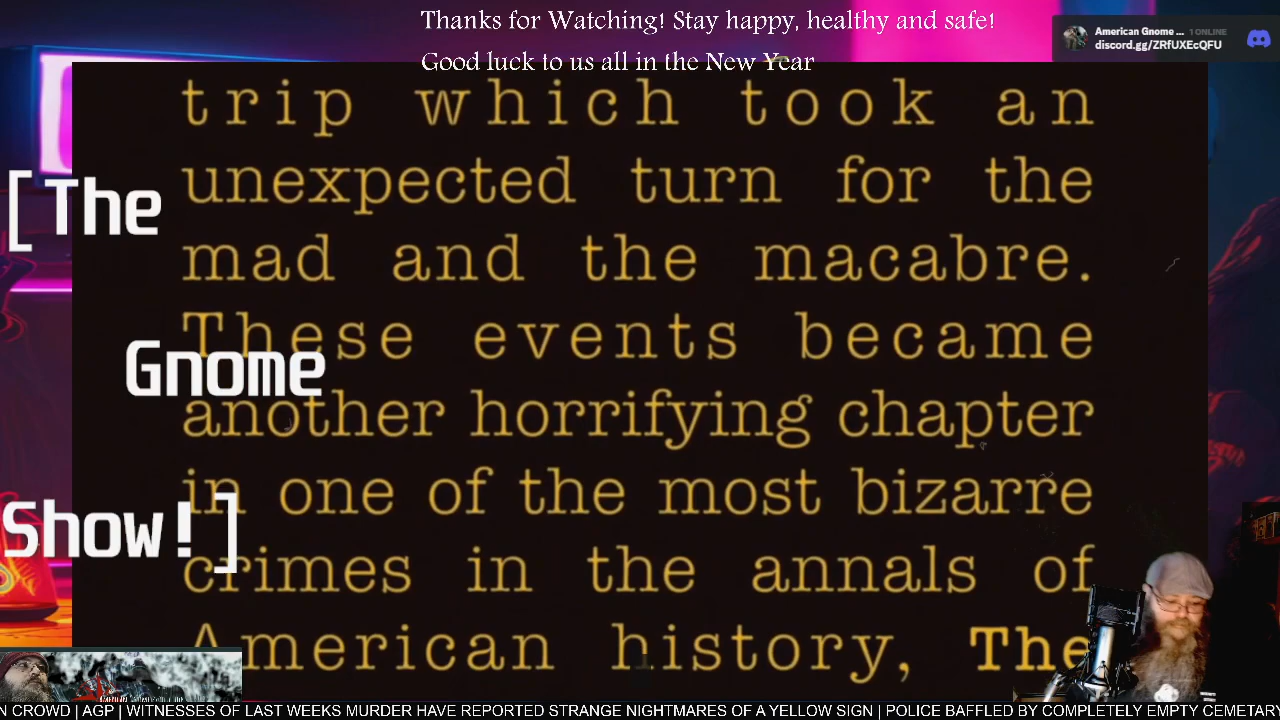 Thanks for Watching! Stay happy, healthy and safe!
Good luck to us all in the New Year
American Gnome ... 1 ONLINE
discord.gg/ZRfUXEcQFU
trip which took an
unexpected turn for the
mad and the macabre.
These events became
another horrifying chapter
in one of the most bizarre
crimes in the annals of
American history, The
[The
Gnome
Show!]
N CROWD | AGP | WITNESSES OF LAST WEEKS MURDER HAVE REPORTED STRANGE NIGHTMARES OF A YELLOW SIGN | POLICE BAFFLED BY COMPLETELY EMPTY CEMETARY